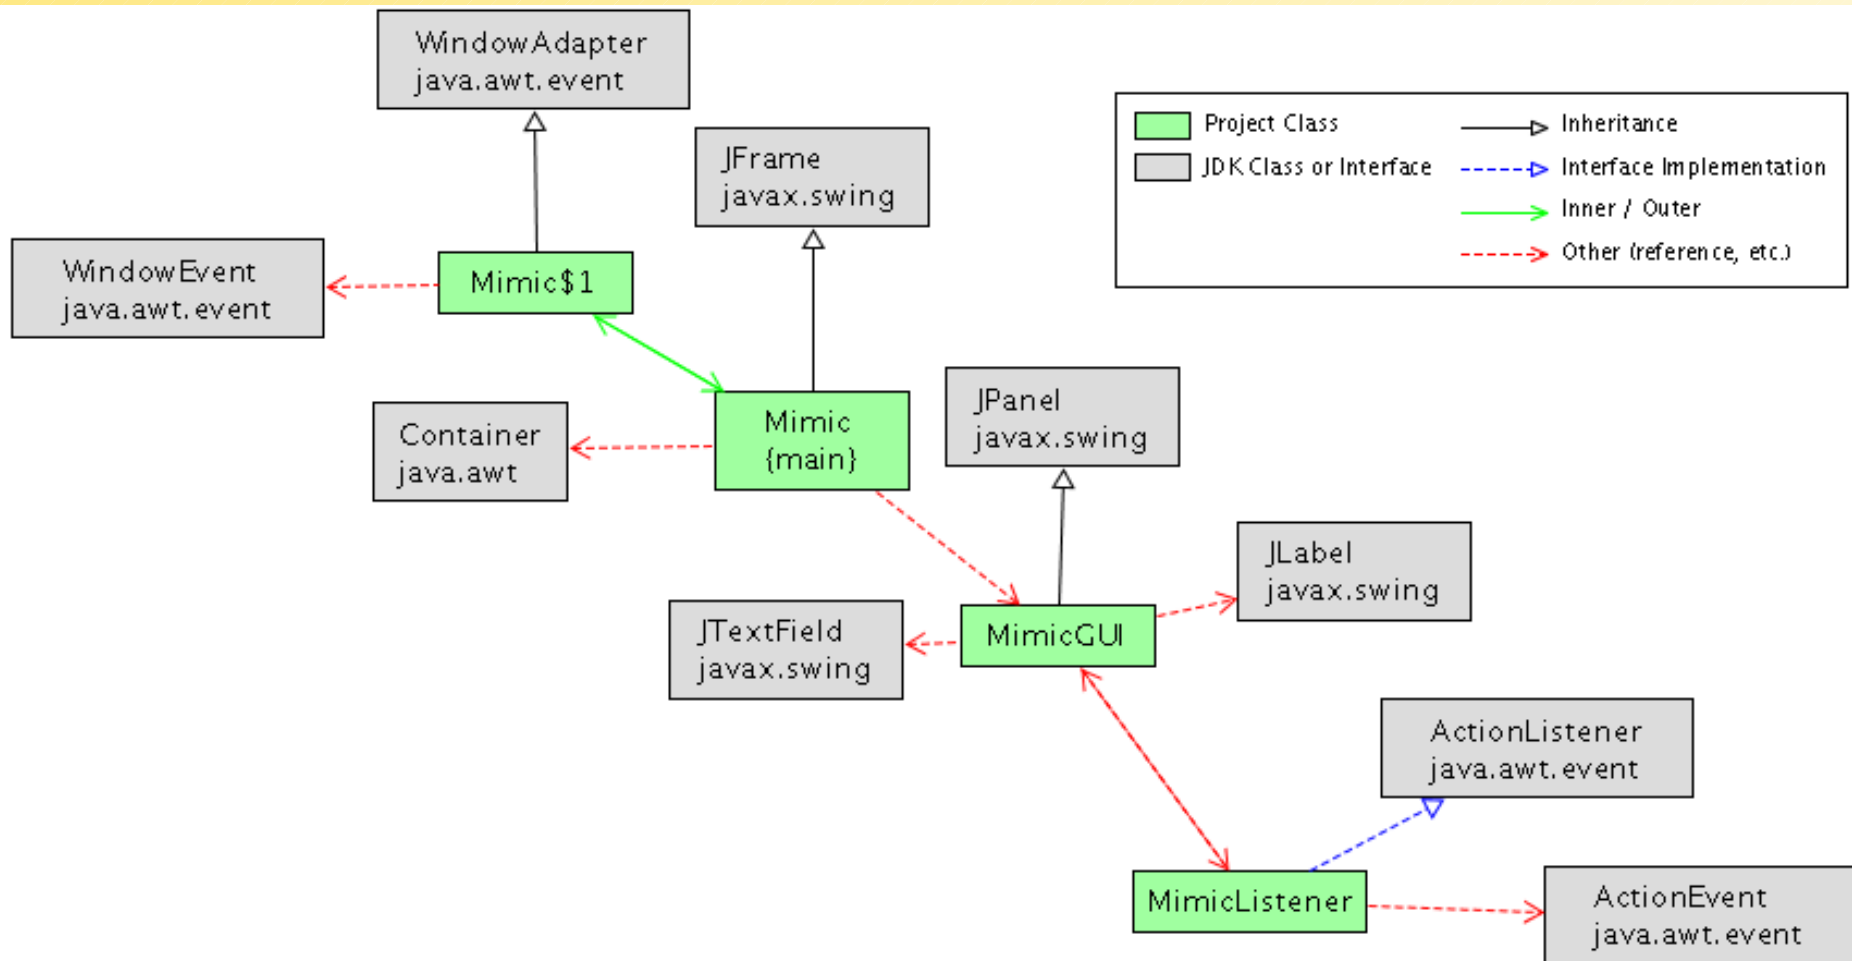 WindowAdapter
java.awt.event
JFrame
javax.swing
Project Class
Inheritance
JDK Class or Interface
Interface Implementation
Inner / Outer
Other (reference, etc.)
WindowEvent
java.awt.event
Mimic$1
Container
java.awt
Mimic
{main}
JPanel
javax.swing
JLabel
javax.swing
JTextField
javax.swing
MimicGUI
ActionListener
java.awt.event
MimicListener
ActionEvent
java.awt.event